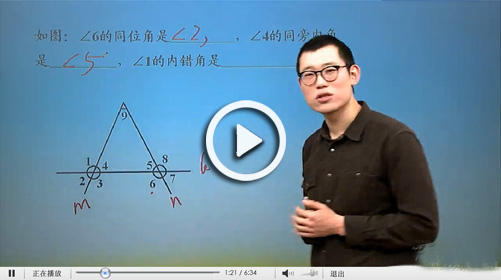 如图：∠6的同位角是∠2，∠4的同旁内角
是∠5，∠1的内错角是
9
1 4 5 8
2 3 6 7
m n
正在播放 1:21 / 6:34 退出